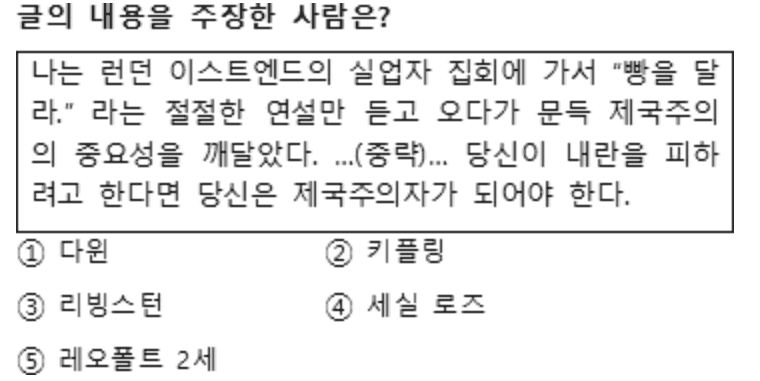 글의 내용을 주장한 사람은?
나는 런던 이스트엔드의 실업자 집회에 가서 "빵을 달
라." 라는 절절한 연설만 듣고 오다가 문득 제국주의
의 중요성을 깨달았다. ...(중략)... 당신이 내란을 피하
려고 한다면 당신은 제국주의자가 되어야 한다.
① 다윈 ② 키플링
③ 리빙스턴 ④ 세실 로즈
⑤ 레오폴트 2세